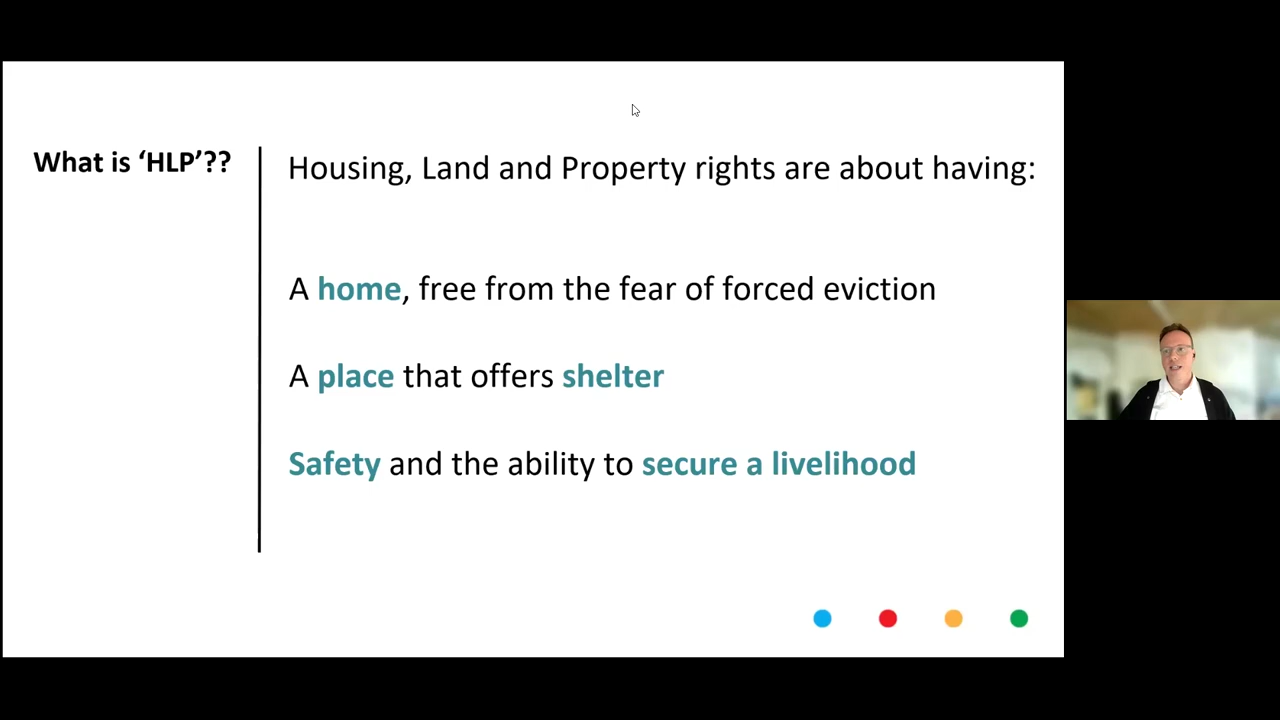 What is ‘HLP’??
Housing, Land and Property rights are about having:
A home, free from the fear of forced eviction
A place that offers shelter
Safety and the ability to secure a livelihood